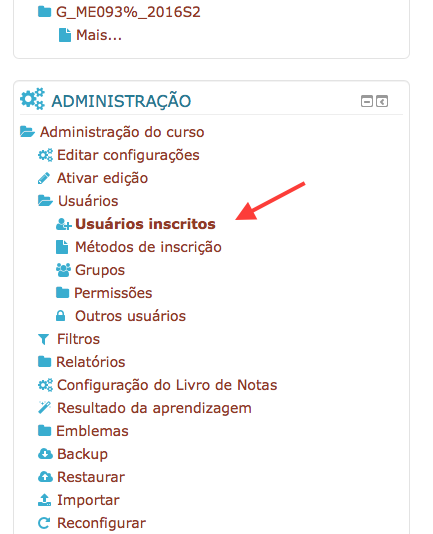 G_ME093%_2016S2
Mais...
ADMINISTRAÇÃO
Administração do curso
Editar configurações
Ativar edição
Usuários
Usuários inscritos
Métodos de inscrição
Grupos
Permissões
Outros usuários
Filtros
Relatórios
Configuração do Livro de Notas
Resultado da aprendizagem
Emblemas
Backup
Restaurar
Importar
Reconfigurar